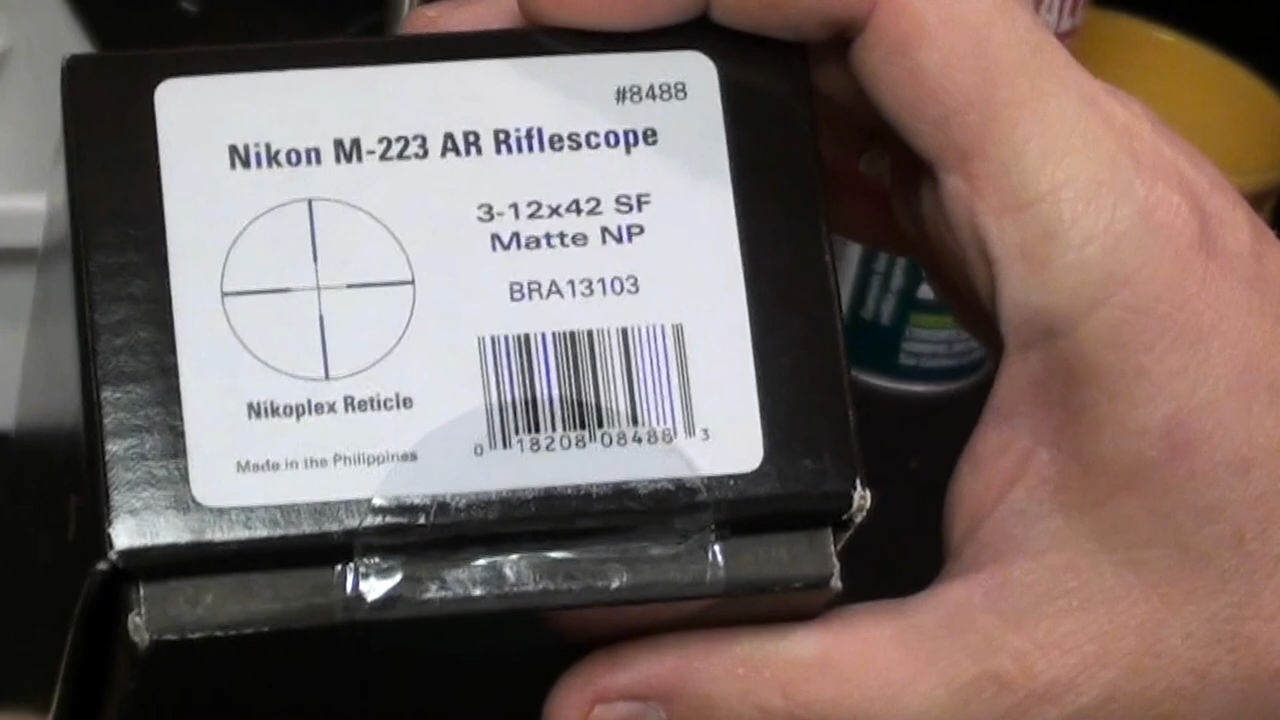 #8488
Nikon M-223 AR Riflescope
3-12x42 SF
Matte NP
BRA13103
Nikoplex Reticle
Made in the Philippines
0 18208 08488 3